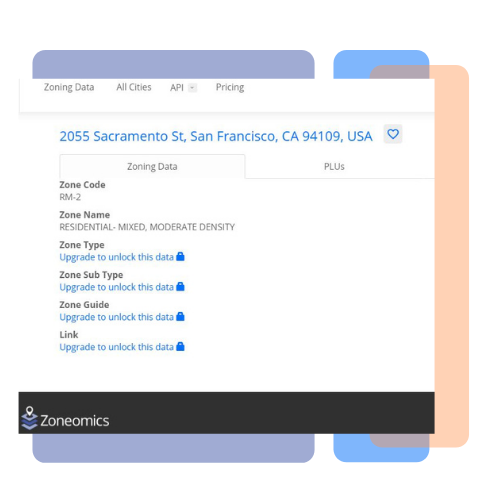 Zoning Data All Cities API Pricing
2055 Sacramento St, San Francisco, CA 94109, USA
Zoning Data PLUs
Zone Code
RM-2
Zone Name
RESIDENTIAL- MIXED, MODERATE DENSITY
Zone Type
Upgrade to unlock this data
Zone Sub Type
Upgrade to unlock this data
Zone Guide
Upgrade to unlock this data
Link
Upgrade to unlock this data
Zoneomics